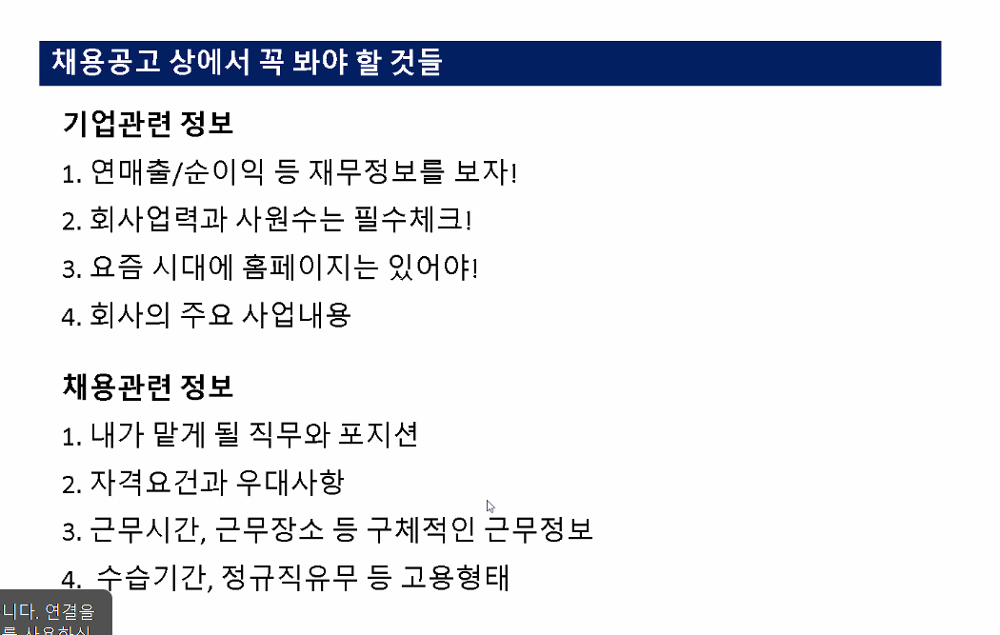 채용공고 상에서 꼭 봐야 할 것들
기업관련 정보
1. 연매출/순이익 등 재무정보를 보자!
2. 회사업력과 사원수는 필수체크!
3. 요즘 시대에 홈페이지는 있어야!
4. 회사의 주요 사업내용
채용관련 정보
1. 내가 맡게 될 직무와 포지션
2. 자격요건과 우대사항
3. 근무시간, 근무장소 등 구체적인 근무정보
4. 수습기간, 정규직유무 등 고용형태
니다. 연결을